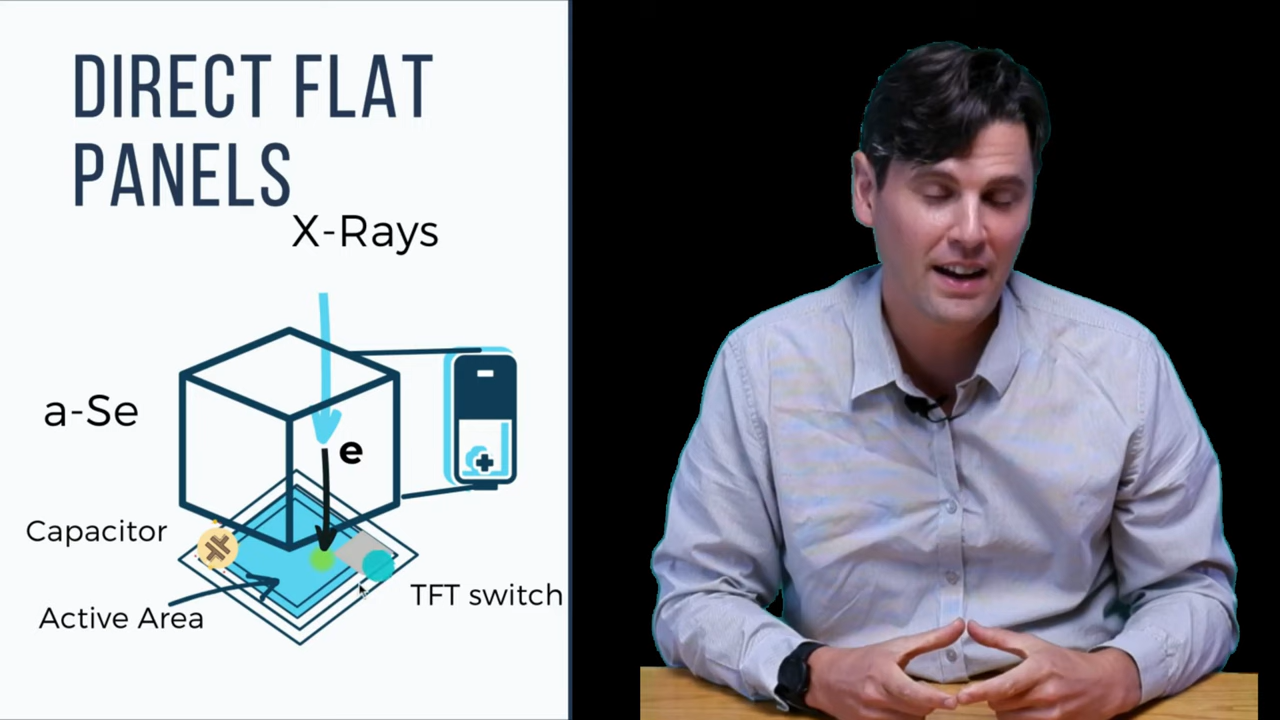 DIRECT FLAT
PANELS
X-Rays
a-Se
e
Capacitor
TFT switch
Active Area